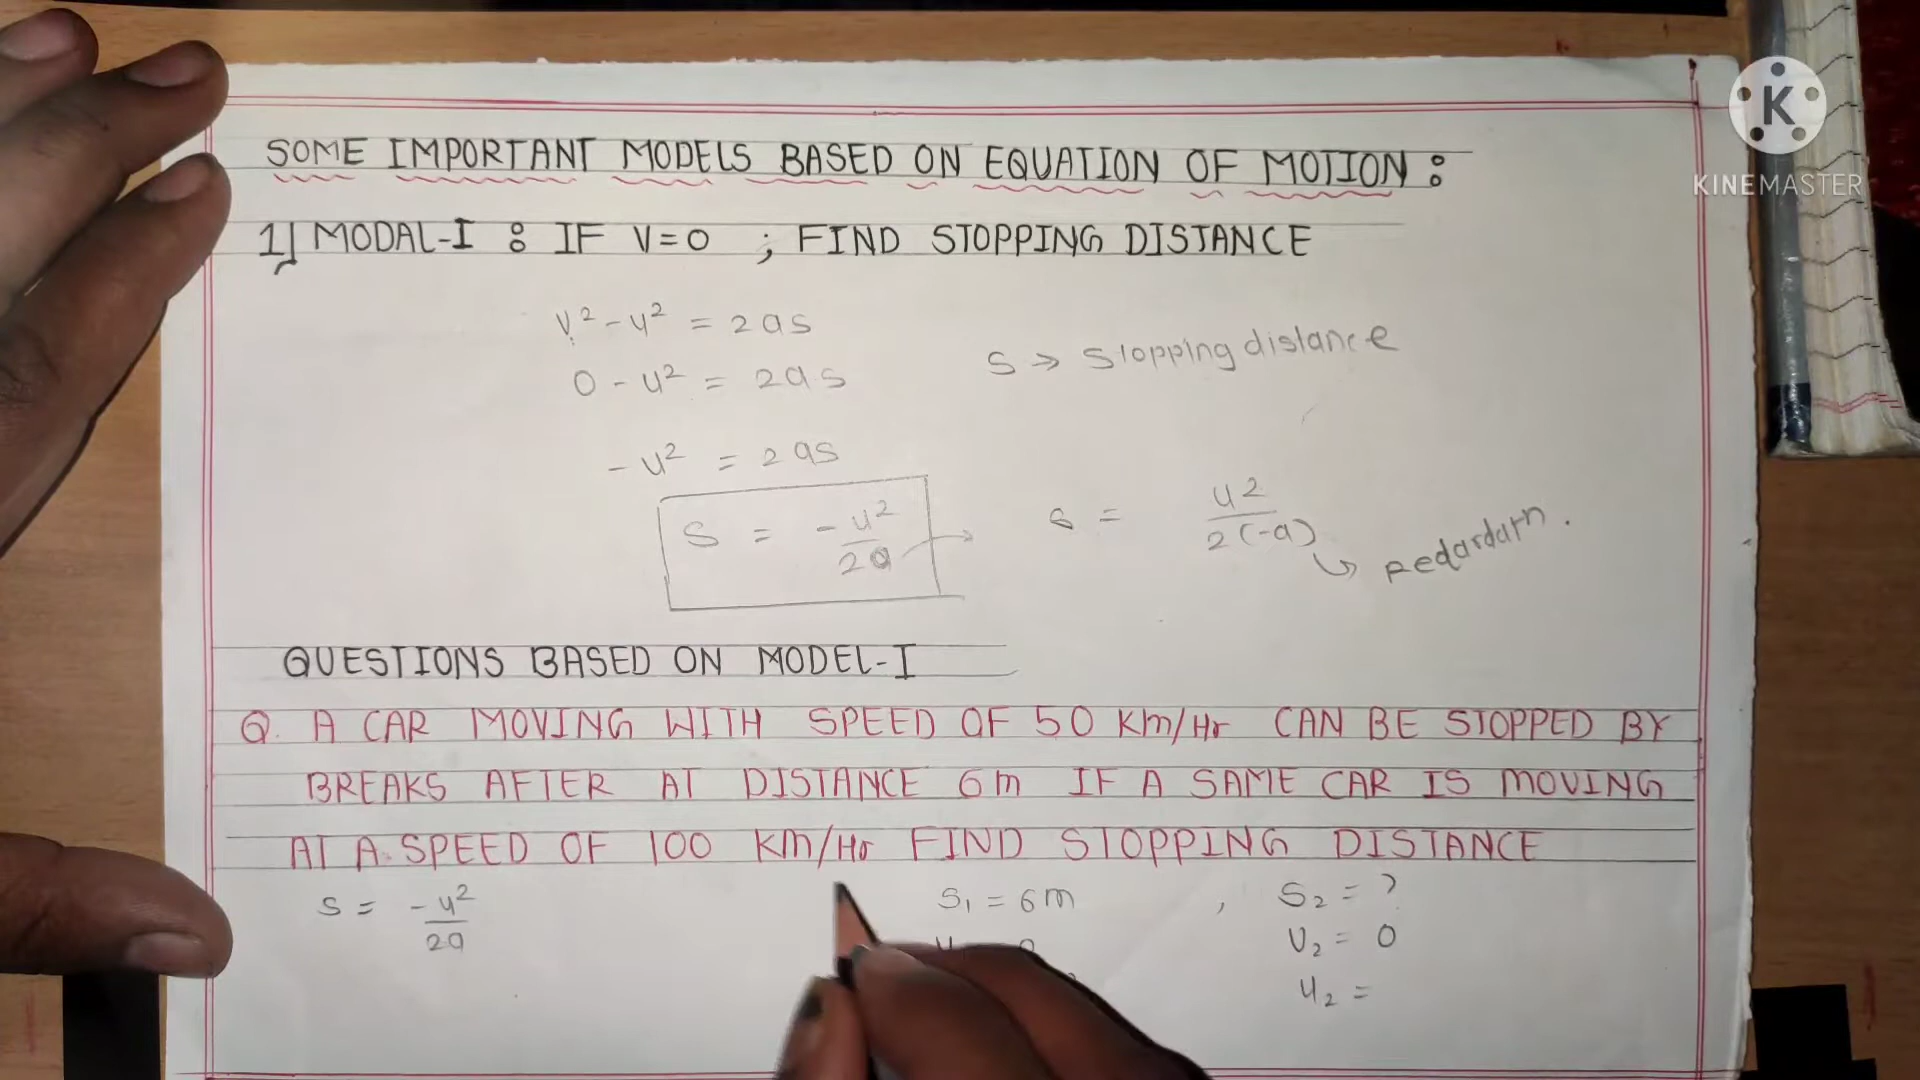 SOME IMPORTANT MODELS BASED ON EQUATION OF MOTION :
1] MODAL-I : IF V=0 ; FIND STOPPING DISTANCE
V² - u² = 2as
0 - u² = 2as
S → Stopping distance
- u² = 2as
S = - u²/2a → s = u²/2(-a) ↳ Redardarn.
QUESTIONS BASED ON MODEL-I
Q. A CAR MOVING WITH SPEED OF 50 Km/Hr CAN BE STOPPED BY
BREAKS AFTER AT DISTANCE 6m IF A SAME CAR IS MOVING
AT A SPEED OF 100 Km/Hr FIND STOPPING DISTANCE
S = - u²/2a
S₁ = 6m , S₂ = ?
V₂ = 0
u₂ =
K
KINEMASTER